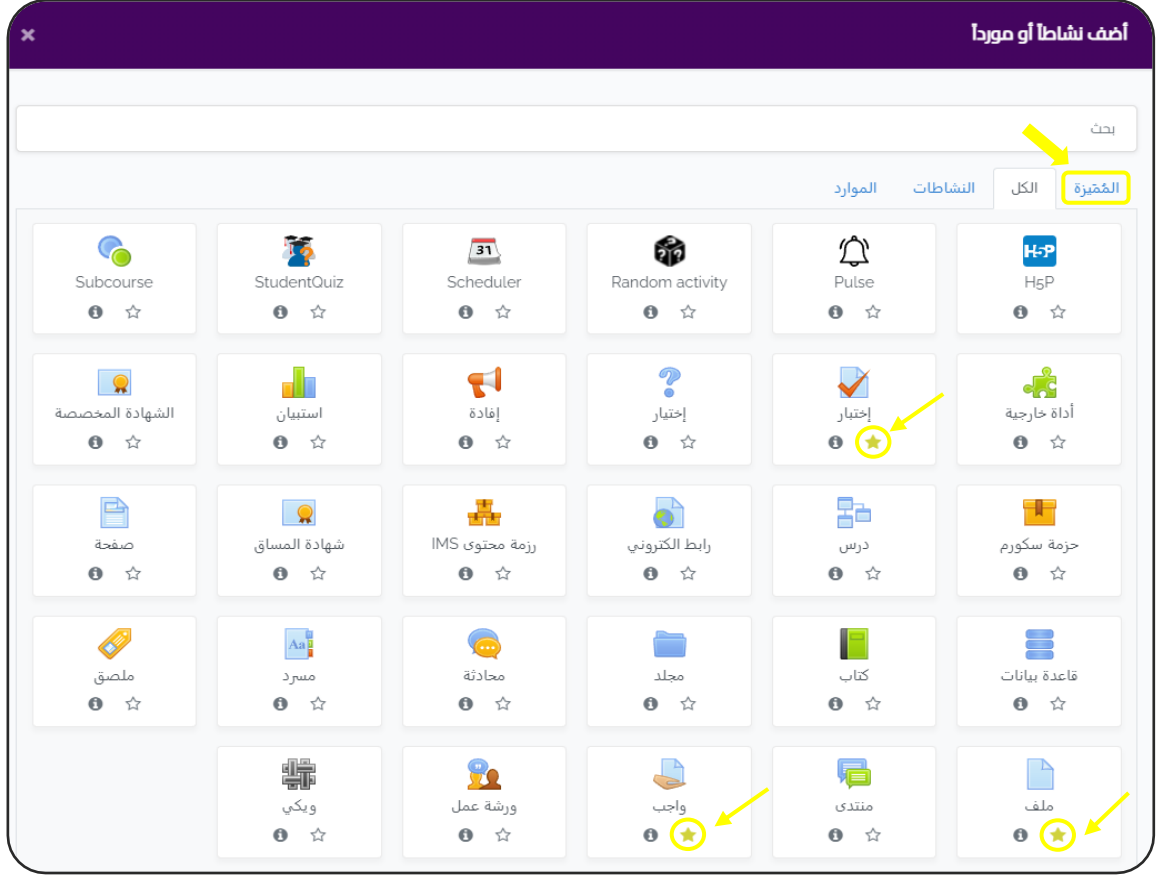 أضف نشاطاً أو مورداً
بحث
المُمّيزة
الكل
النشاطات
الموارد
H5P
Pulse
Random activity
31
Scheduler
StudentQuiz
Subcourse
أداة خارجية
إختبار
إختيار
إفادة
استبيان
الشهادة المخصصة
حزمة سكورم
درس
رابط الكتروني
رزمة محتوى IMS
شهادة المساق
صفحة
قاعدة بيانات
كتاب
مجلد
محادثة
مسرد
ملصق
ملف
منتدى
واجب
ورشة عمل
ويكي